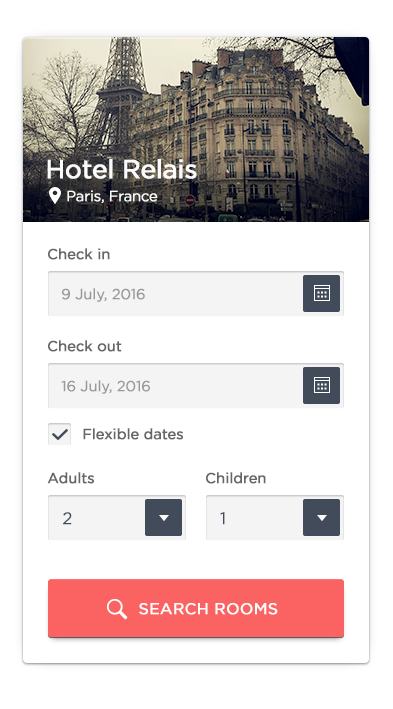 Hotel Relais
Paris, France
Check in
9 July, 2016
Check out
16 July, 2016
Flexible dates
Adults
Children
2
1
SEARCH ROOMS